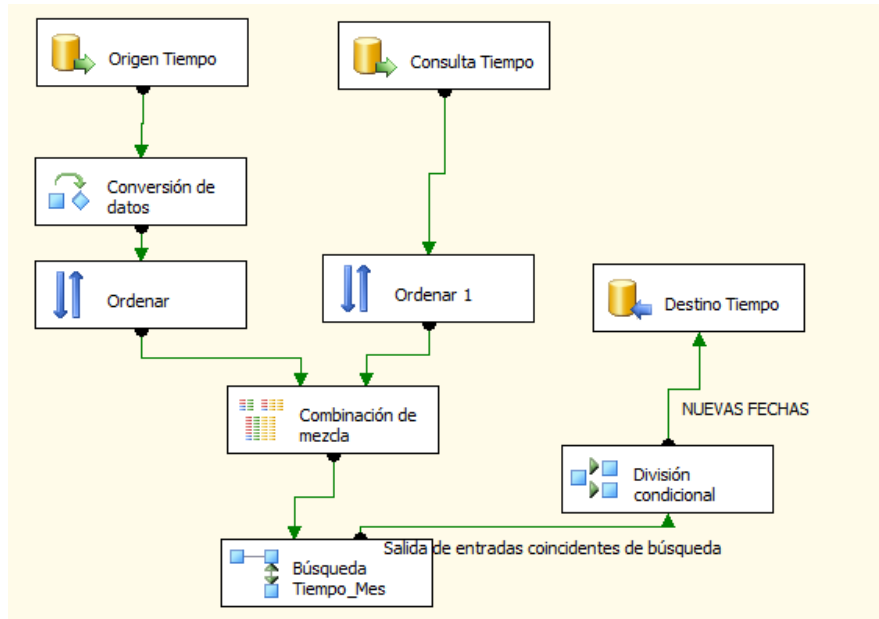 Origen Tiempo
Consulta Tiempo
Conversión de
datos
Ordenar
Ordenar 1
Destino Tiempo
NUEVAS FECHAS
Combinación de
mezcla
División
condicional
Salida de entradas coincidentes de búsqueda
Búsqueda
Tiempo_Mes